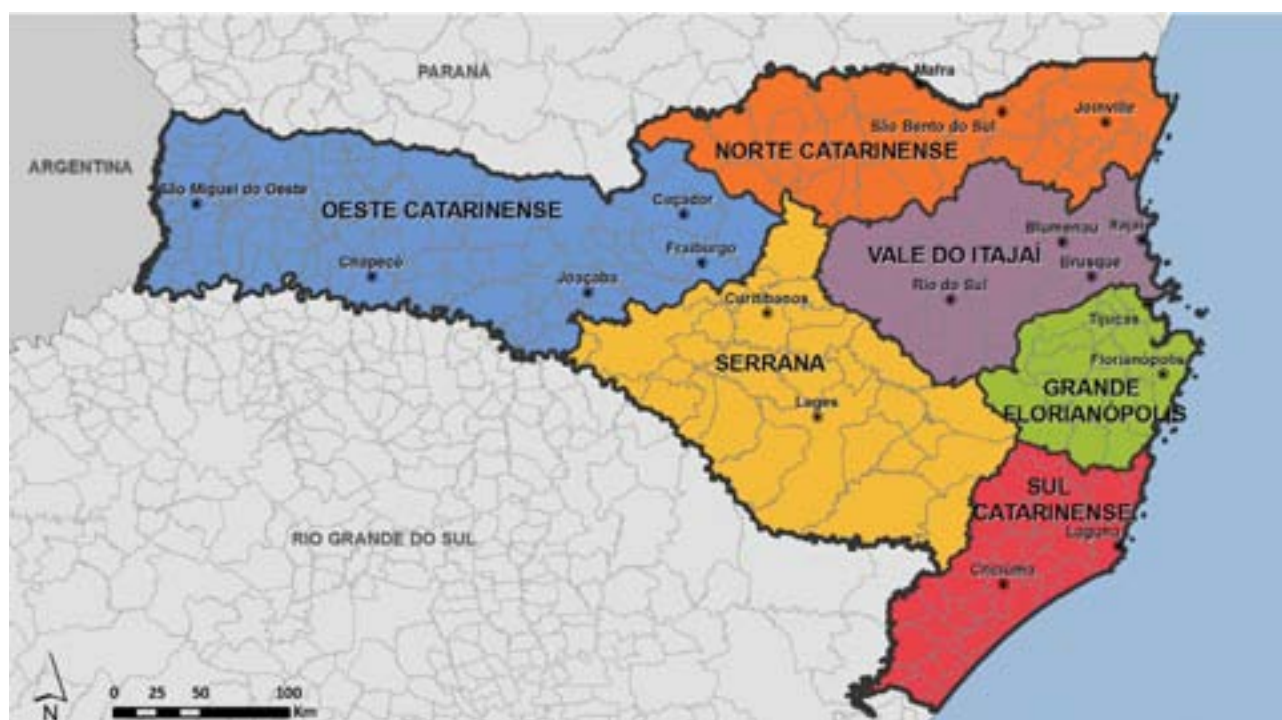 PARANÁ
Mafra
São Bento do Sul
Joinville
NORTE CATARINENSE
ARGENTINA
São Miguel do Oeste
OESTE CATARINENSE
Caçador
Fraiburgo
Chapecó
Joaçaba
VALE DO ITAJAÍ
Blumenau
Itajaí
Brusque
Rio do Sul
Curitibanos
SERRANA
Lages
Tijucas
Florianópolis
GRANDE
FLORIANÓPOLIS
SUL
CATARINENSE
Laguna
Criciúma
RIO GRANDE DO SUL
N
0 25 50 100
Km